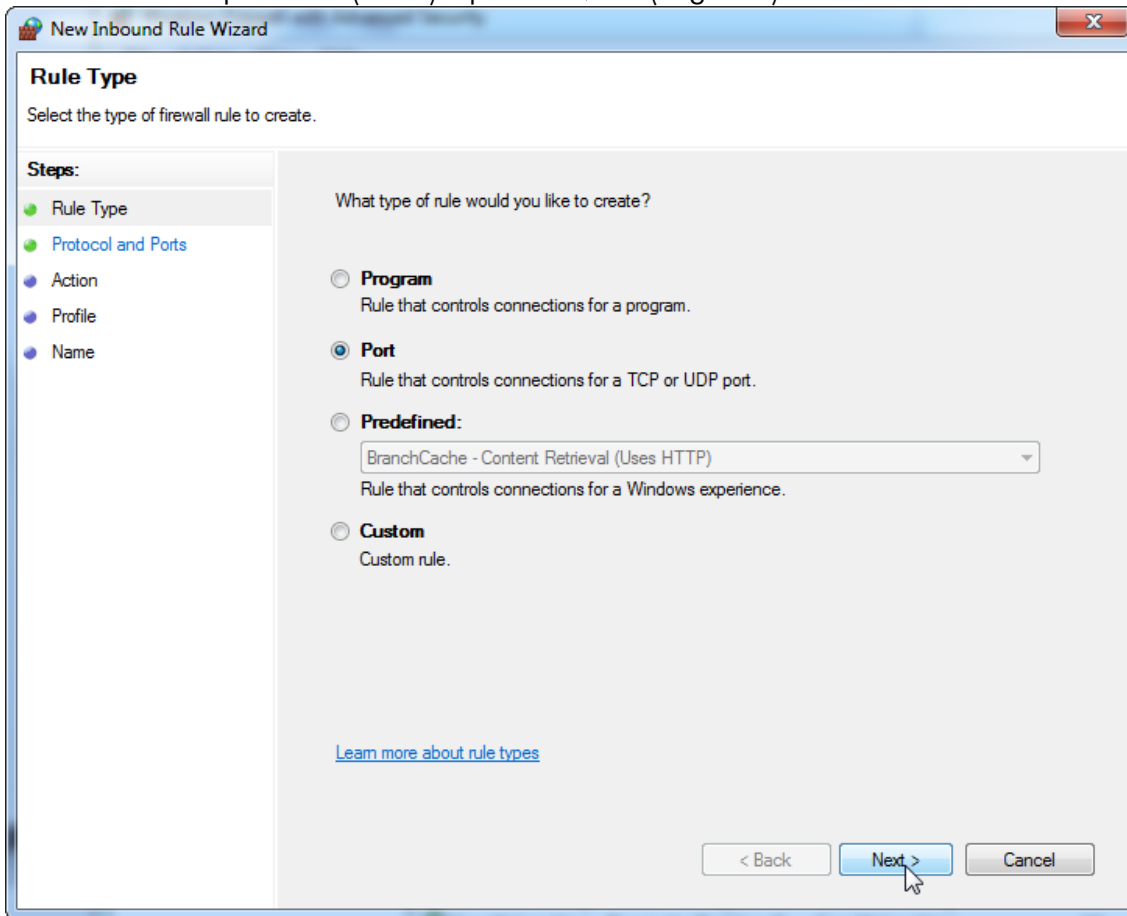 New Inbound Rule Wizard
Rule Type
Select the type of firewall rule to create.
Steps:
Rule Type
Protocol and Ports
Action
Profile
Name
What type of rule would you like to create?
Program
Rule that controls connections for a program.
Port
Rule that controls connections for a TCP or UDP port.
Predefined:
BranchCache - Content Retrieval (Uses HTTP)
Rule that controls connections for a Windows experience.
Custom
Custom rule.
Learn more about rule types
< Back
Next >
Cancel